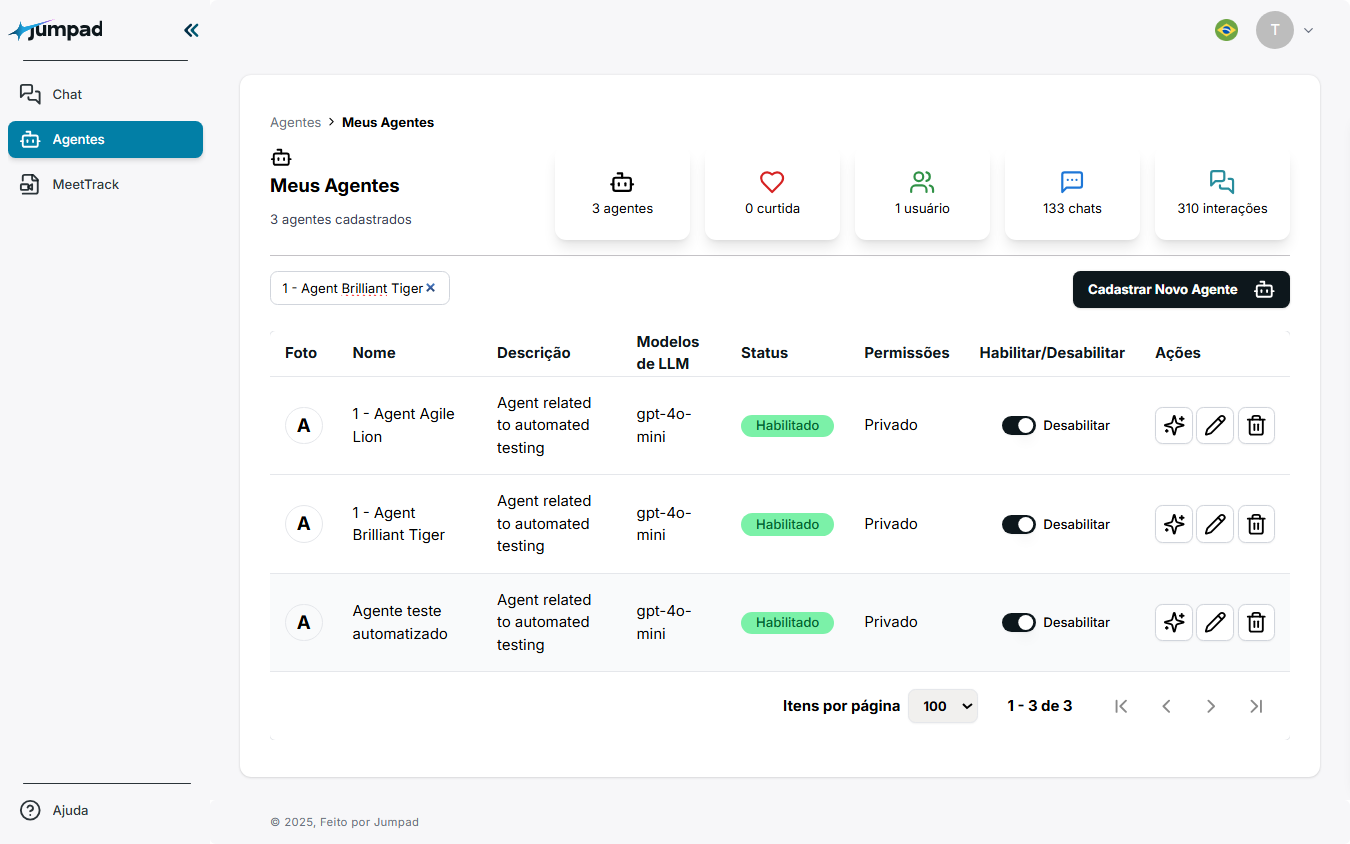 jumpad
T
Chat
Agentes
MeetTrack
Agentes > Meus Agentes
Meus Agentes
3 agentes cadastrados
3 agentes
0 curtida
1 usuário
133 chats
310 interações
1 - Agent Brilliant Tiger
Cadastrar Novo Agente
Foto Nome Descrição Modelos de LLM Status Permissões Habilitar/Desabilitar Ações
A
1 - Agent Agile
Lion
Agent related
to automated
testing
gpt-4o-
mini
Habilitado
Privado
Desabilitar
A
1 - Agent
Brilliant Tiger
Agent related
to automated
testing
gpt-4o-
mini
Habilitado
Privado
Desabilitar
A
Agente teste
automatizado
Agent related
to automated
testing
gpt-4o-
mini
Habilitado
Privado
Desabilitar
Itens por página 100 1 - 3 de 3
Ajuda
© 2025, Feito por Jumpad